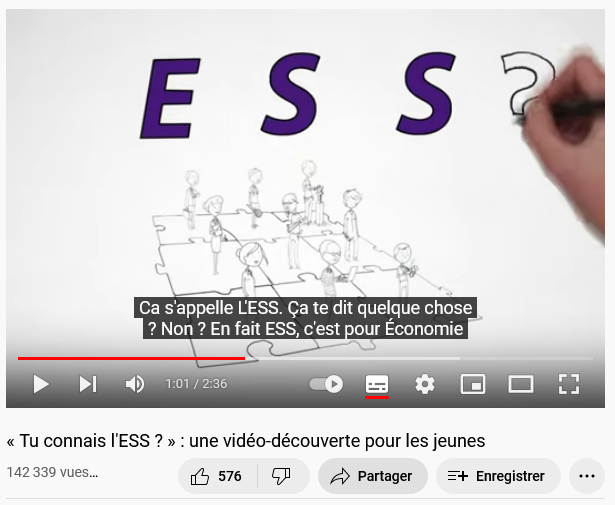 E S S ?
Ca s'appelle L'ESS. Ça te dit quelque chose
? Non ? En fait ESS, c'est pour Économie
1:01 / 2:36
« Tu connais l'ESS ? » : une vidéo-découverte pour les jeunes
142 339 vues...
576
Partager
Enregistrer